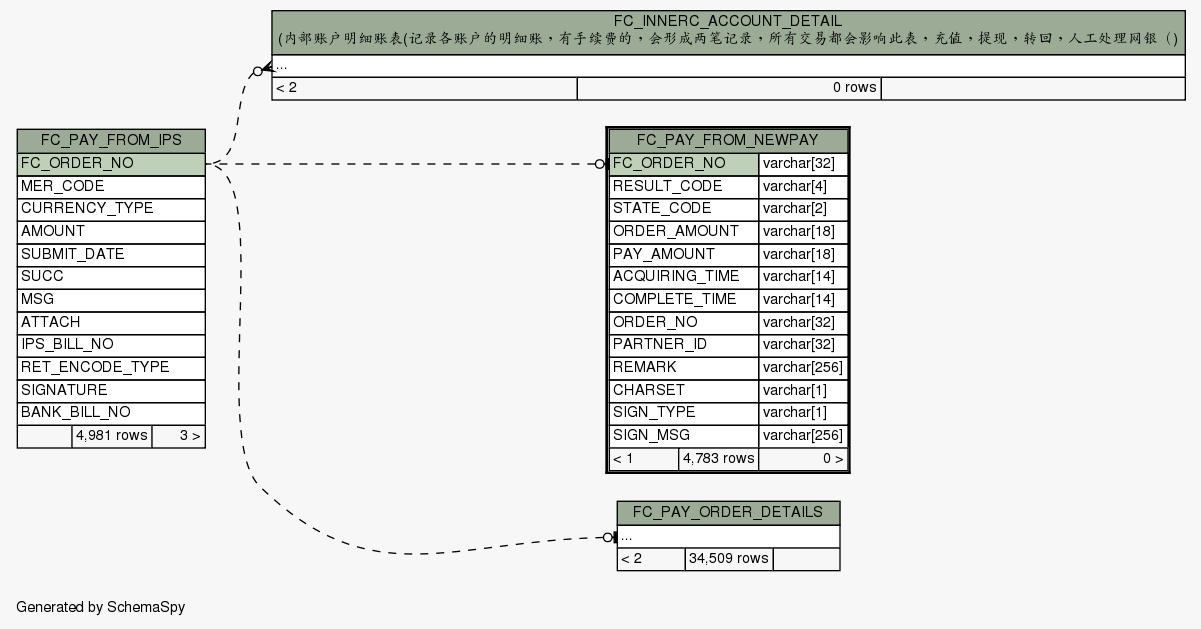 FC_INNERC_ACCOUNT_DETAIL
(内部账户明细账表(记录各账户的明细账，有手续费的，会形成两笔记录，所有交易都会影响此表，充值，提现，转回，人工处理网银（)
...
< 2 0 rows
FC_PAY_FROM_IPS
FC_ORDER_NO
MER_CODE
CURRENCY_TYPE
AMOUNT
SUBMIT_DATE
SUCC
MSG
ATTACH
IPS_BILL_NO
RET_ENCODE_TYPE
SIGNATURE
BANK_BILL_NO
4,981 rows 3 >
FC_PAY_FROM_NEWPAY
FC_ORDER_NO varchar[32]
RESULT_CODE varchar[4]
STATE_CODE varchar[2]
ORDER_AMOUNT varchar[18]
PAY_AMOUNT varchar[18]
ACQUIRING_TIME varchar[14]
COMPLETE_TIME varchar[14]
ORDER_NO varchar[32]
PARTNER_ID varchar[32]
REMARK varchar[256]
CHARSET varchar[1]
SIGN_TYPE varchar[1]
SIGN_MSG varchar[256]
< 1 4,783 rows 0 >
FC_PAY_ORDER_DETAILS
...
< 2 34,509 rows
Generated by SchemaSpy